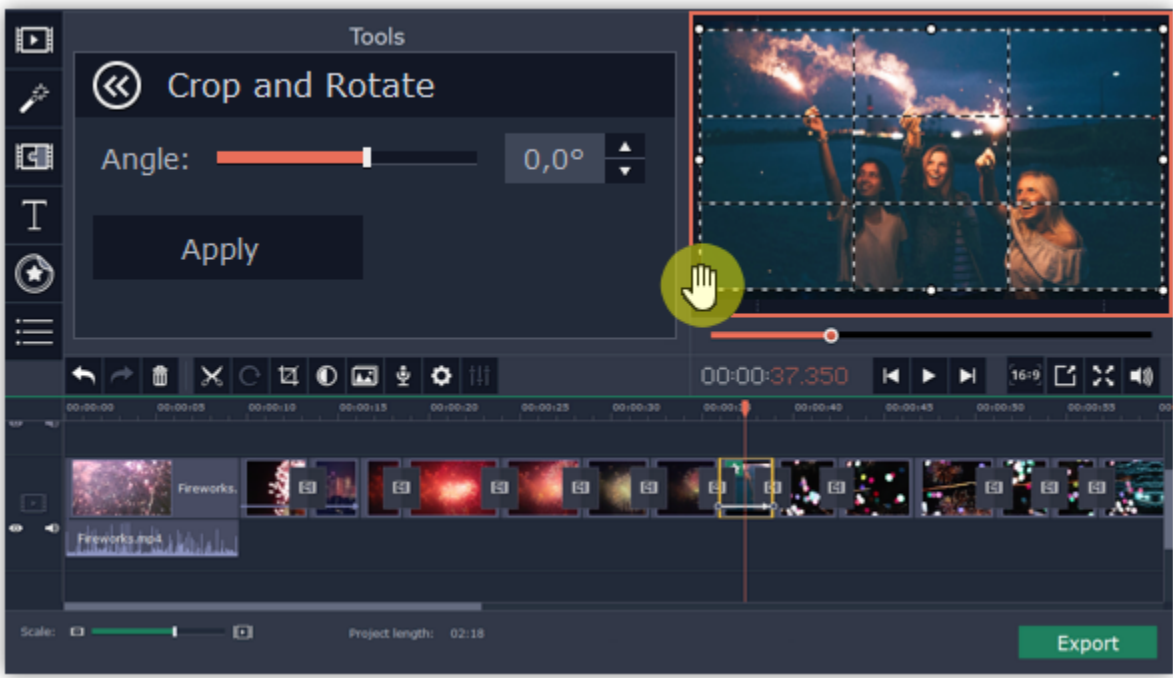 Tools
Crop and Rotate
Angle:
0,0°
Apply
00:00:37.350
16:9
00:00:00 00:00:05 00:00:10 00:00:15 00:00:20 00:00:25 00:00:30 00:00:40 00:00:45 00:00:50 00:00:55
Fireworks.
Fireworks.mp4
Scale:
Project length: 02:18
Export